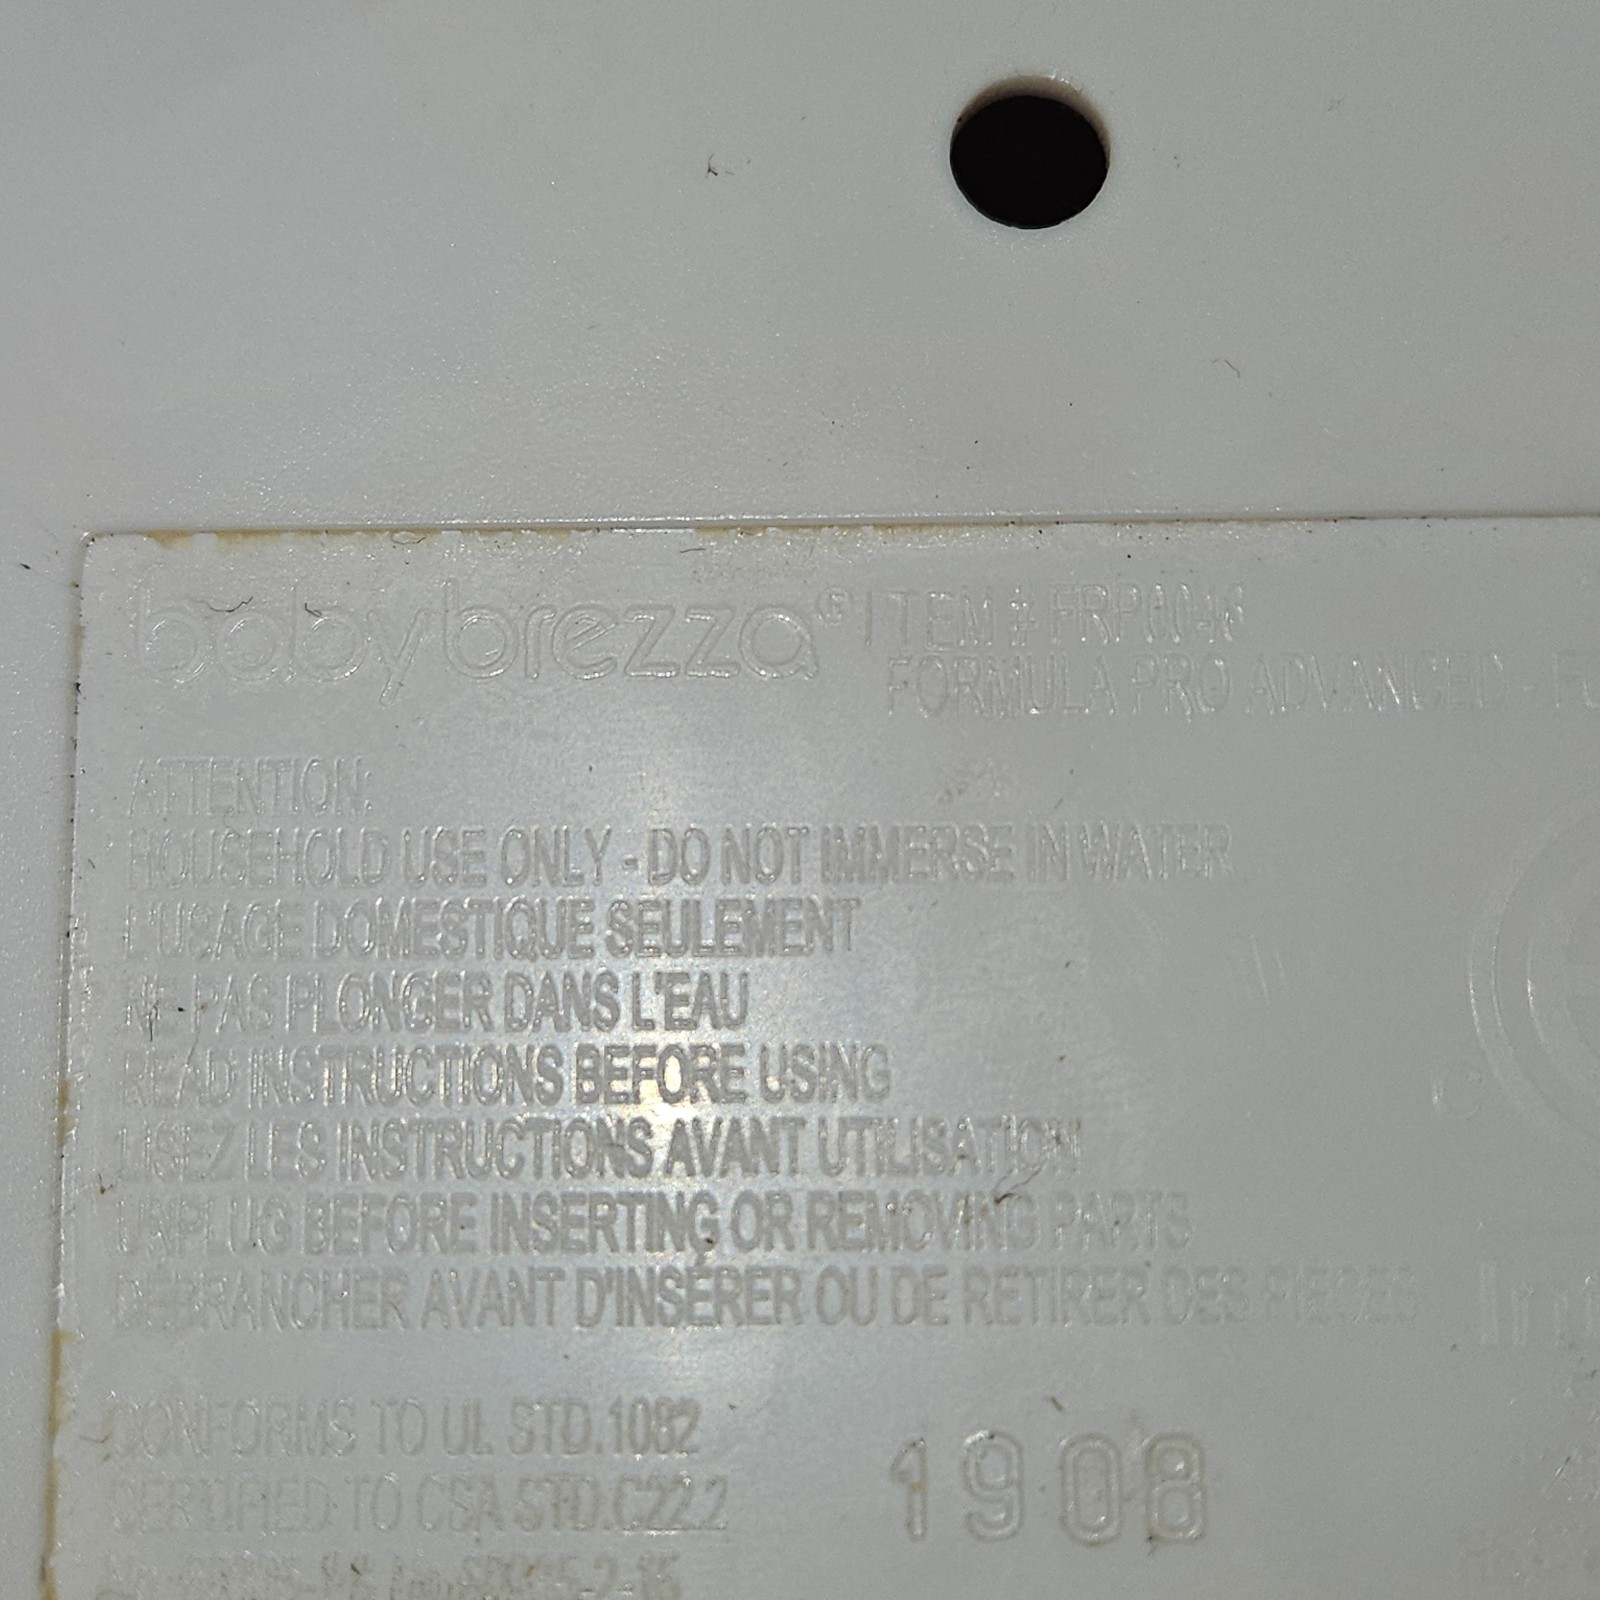 babybrezza® ITEM # FRP0046
FORMULA PRO ADVANCED - FO
ATTENTION:
HOUSEHOLD USE ONLY - DO NOT IMMERSE IN WATER
L'USAGE DOMESTIQUE SEULEMENT
NE PAS PLONGER DANS L'EAU
READ INSTRUCTIONS BEFORE USING
LISEZ LES INSTRUCTIONS AVANT UTILISATION
UNPLUG BEFORE INSERTING OR REMOVING PARTS
DÉBRANCHER AVANT D'INSÉRER OU DE RETIRER DES PIÈCES
CONFORMS TO UL STD.1082
CERTIFIED TO CSA STD.C22.2
1908